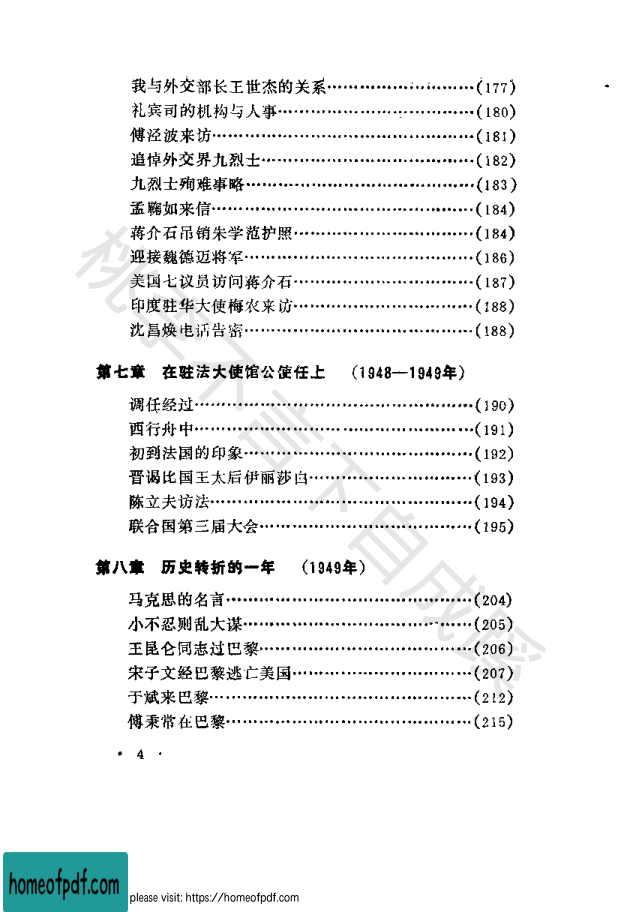 我与外交部长王世杰的关系……………………(177)
礼宾司的机构与人事……………………(180)
傅泾波来访……………………(181)
追悼外交界九烈士……………………(182)
九烈士殉难事略……………………(183)
孟鞠如来信……………………(184)
蒋介石吊销朱学范护照……………………(184)
迎接魏德迈将军……………………(186)
美国七议员访问蒋介石……………………(187)
印度驻华大使梅农来访……………………(188)
沈昌焕电话告密……………………(188)
第七章 在驻法大使馆公使任上 (1948—1949年)
调任经过……………………(190)
西行舟中……………………(191)
初到法国的印象……………………(192)
晋谒比国王太后伊丽莎白……………………(193)
陈立夫访法……………………(194)
联合国第三届大会……………………(195)
第八章 历史转折的一年 (1949年)
马克思的名言……………………(204)
小不忍则乱大谋……………………(205)
王昆仑同志过巴黎……………………(206)
宋子文经巴黎逃亡美国……………………(207)
于斌来巴黎……………………(212)
傅秉常在巴黎……………………(215)
· 4 ·
桃李不言下自成蹊
homeofpdf.com
please visit: https://homeofpdf.com